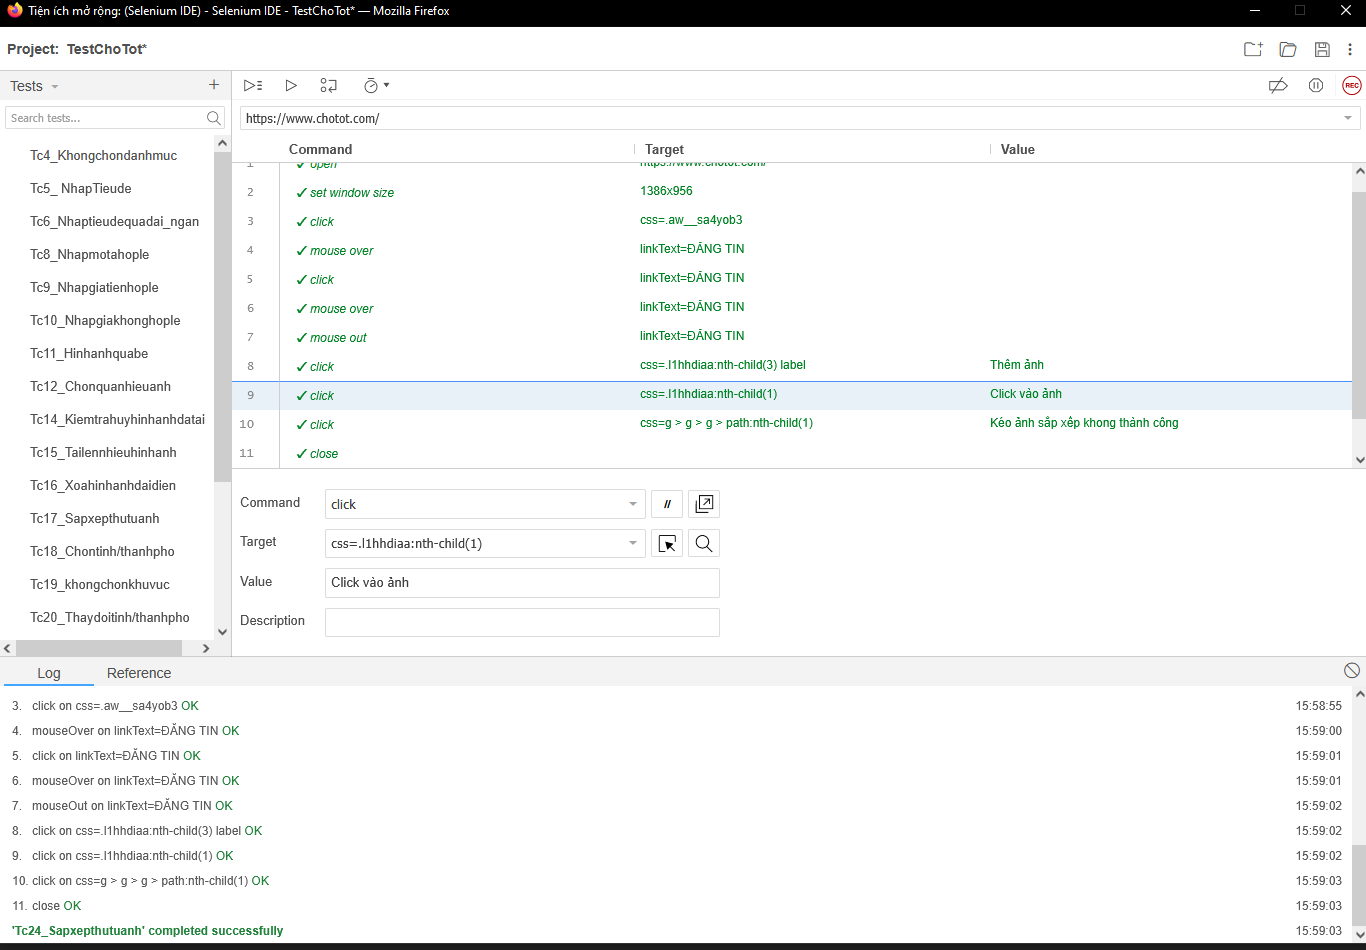 Tiện ích mở rộng: (Selenium IDE) - Selenium IDE - TestChoTot* — Mozilla Firefox
Project: TestChoTot*
Tests
Search tests...
https://www.chotot.com/
Command Target Value
Tc4_Khongchondanhmuc
Tc5_ NhapTieude
Tc6_Nhaptieudequadai_ngan
Tc8_Nhapmotahople
Tc9_Nhapgiatienhople
Tc10_Nhapgiakhonghople
Tc11_Hinhanhquabe
Tc12_Chonquanhieuanh
Tc14_Kiemtrahuyhinhanhdatai
Tc15_Tailennhieuhinhanh
Tc16_Xoahinhanhdaidien
Tc17_Sapxepthutuanh
Tc18_Chontinh/thanhpho
Tc19_khongchonkhuvuc
Tc20_Thaydoitinh/thanhpho
1 ✓ open https://www.chotot.com/
2 ✓ set window size 1386x956
3 ✓ click css=.aw__sa4yob3
4 ✓ mouse over linkText=ĐĂNG TIN
5 ✓ click linkText=ĐĂNG TIN
6 ✓ mouse over linkText=ĐĂNG TIN
7 ✓ mouse out linkText=ĐĂNG TIN
8 ✓ click css=.l1hhdiaa:nth-child(3) label Thêm ảnh
9 ✓ click css=.l1hhdiaa:nth-child(1) Click vào ảnh
10 ✓ click css=g > g > g > path:nth-child(1) Kéo ảnh sắp xếp khong thành công
11 ✓ close
Command click //
Target css=.l1hhdiaa:nth-child(1)
Value Click vào ảnh
Description
REC
Log Reference
3. click on css=.aw__sa4yob3 OK 15:58:55
4. mouseOver on linkText=ĐĂNG TIN OK 15:59:00
5. click on linkText=ĐĂNG TIN OK 15:59:01
6. mouseOver on linkText=ĐĂNG TIN OK 15:59:01
7. mouseOut on linkText=ĐĂNG TIN OK 15:59:02
8. click on css=.l1hhdiaa:nth-child(3) label OK 15:59:02
9. click on css=.l1hhdiaa:nth-child(1) OK 15:59:02
10. click on css=g > g > g > path:nth-child(1) OK 15:59:03
11. close OK 15:59:03
'Tc24_Sapxepthutuanh' completed successfully 15:59:03